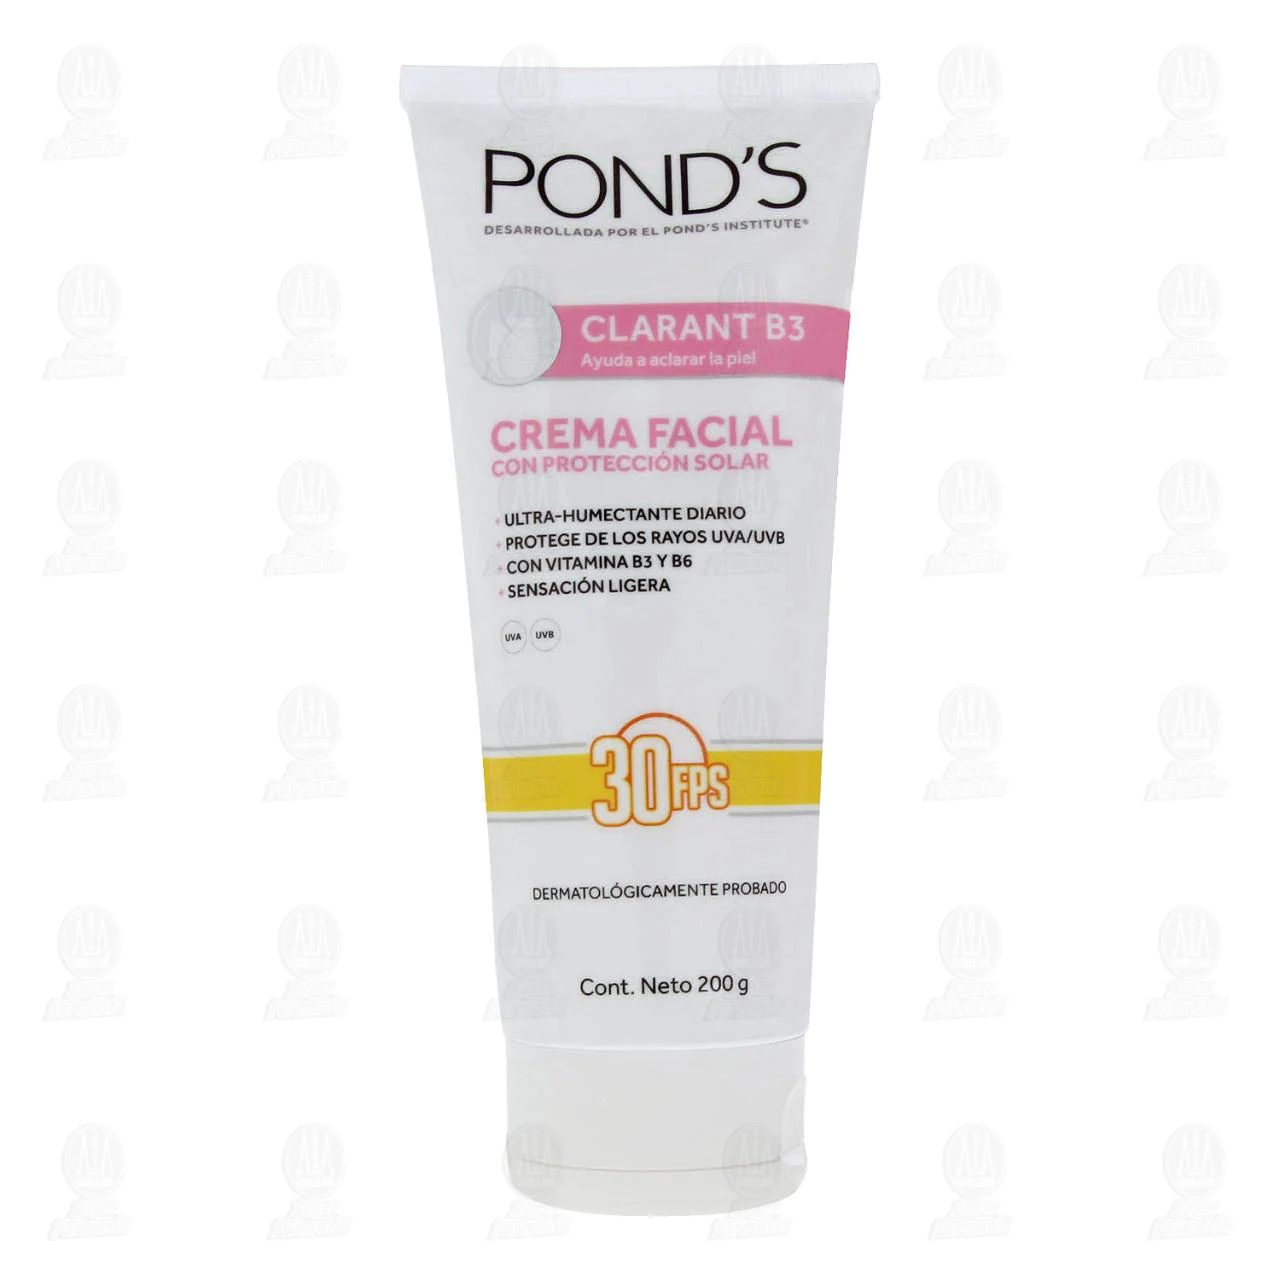 POND'S
DESARROLLADA POR EL POND'S INSTITUTE®
CLARANT B3
Ayuda a aclarar la piel
CREMA FACIAL
CON PROTECCIÓN SOLAR
+ ULTRA-HUMECTANTE DIARIO
+ PROTEGE DE LOS RAYOS UVA/UVB
+ CON VITAMINA B3 Y B6
+ SENSACIÓN LIGERA
UVA UVB
30 FPS
DERMATOLÓGICAMENTE PROBADO
Cont. Neto 200 g